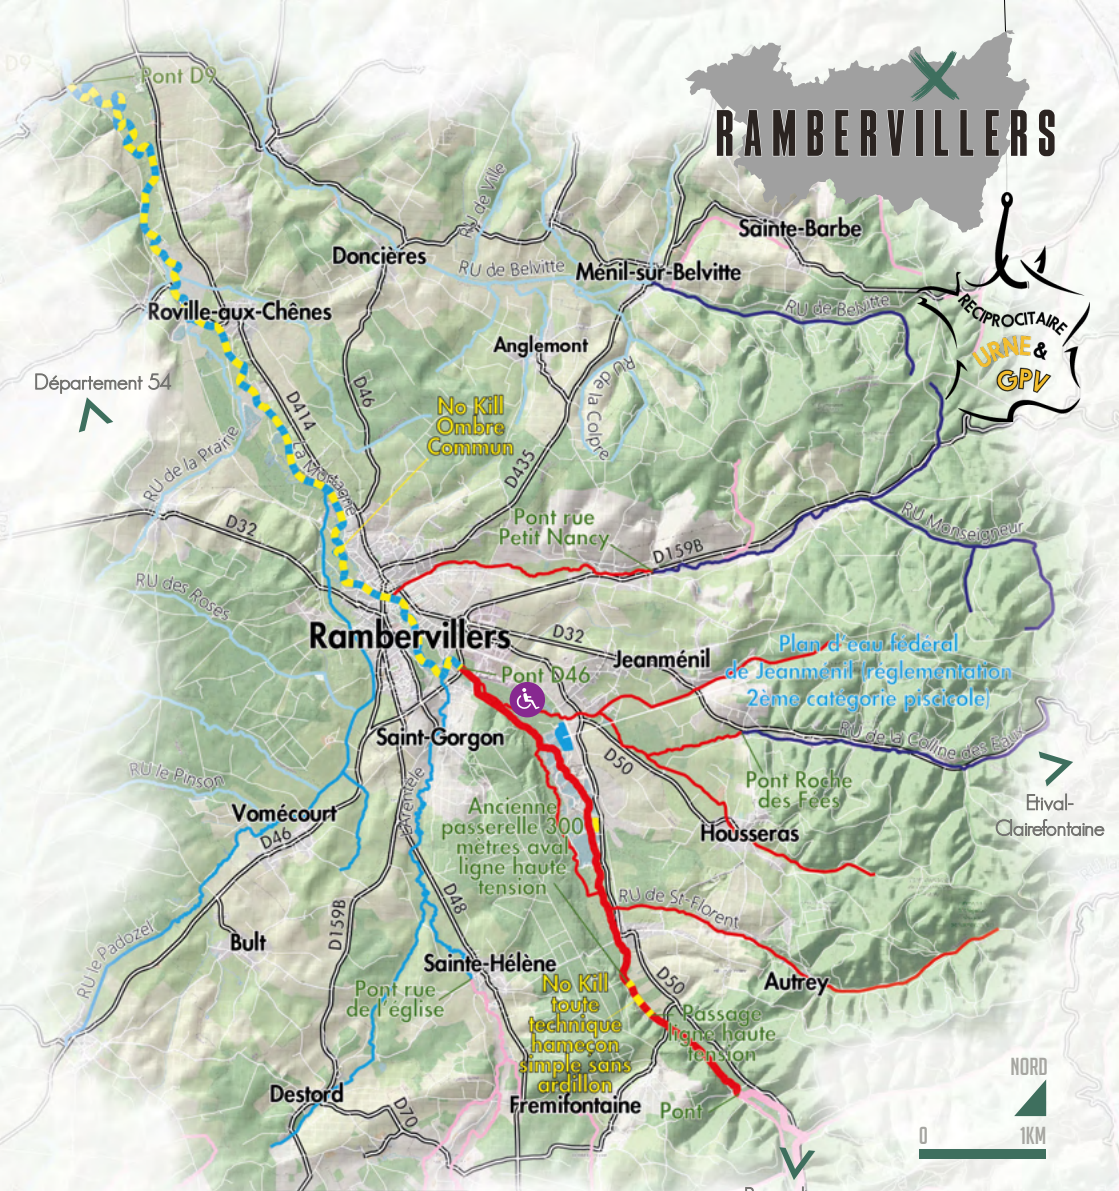 D9
Pont D9
RAMBERVILLERS
RU de Ville
Sainte-Barbe
Doncières
RU de Belvitte
Ménil-sur-Belvitte
RU de Belvitte
RÉCIPROCITAIRE
URNE &
GPV
Roville-aux-Chênes
Anglemont
RU de la Colpre
Département 54
D46
D414
No Kill
Ombre
Commun
RU de la Prairie
La Mortagne
D435
D32
Pont rue
Petit Nancy
D159B
RU Monseigneur
RU des Roses
Rambervillers
D32
Jeanménil
Plan d'eau fédéral
de Jeanménil (reglementation
2ème catégorie piscicole)
Pont D46
Saint-Gorgon
RU de la Coline des Eaux
D50
RU le Pinson
L'Arentèle
Pont Roche
des Fées
Etival-
Clairefontaine
Vomécourt
D46
Ancienne
passerelle 300
mètres aval
ligne haute
tension
Housseras
D48
RU de St-Florent
D159B
Bult
RU le Padozel
Sainte-Hélène
Pont rue
de l'église
No Kill
toute
technique
hameçon
simple sans
ardillon
D50
Autrey
Passage
ligne haute
tension
Destord
D70
Fremifontaine
Pont
NORD
0 1KM